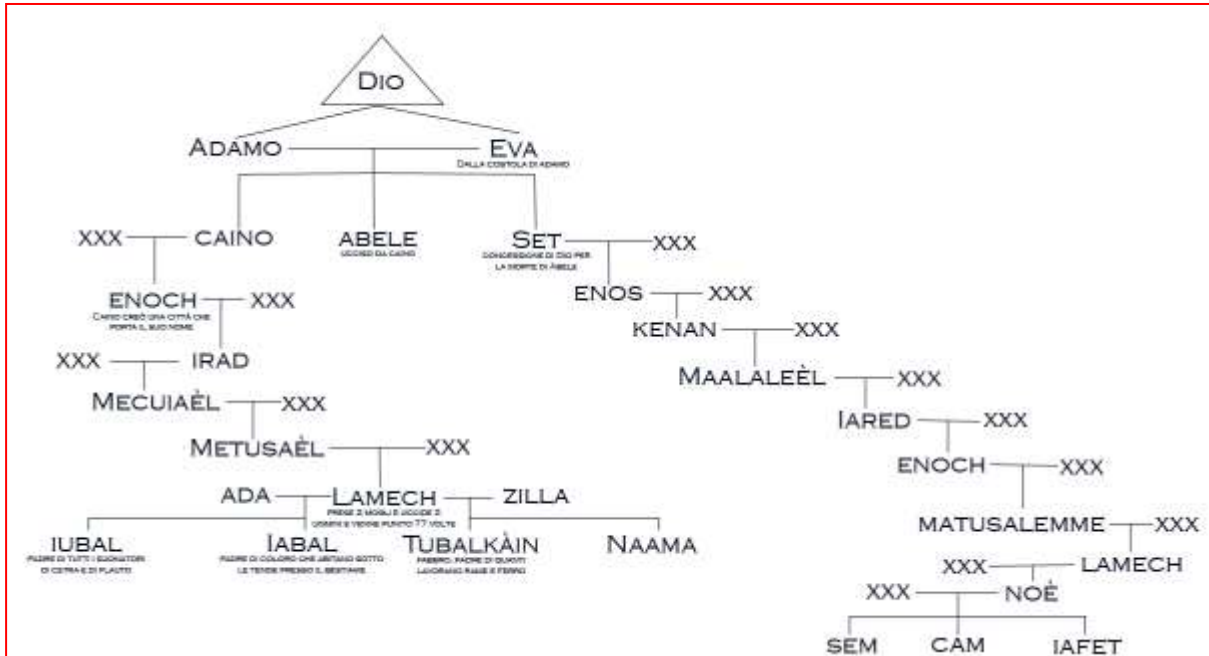 DIO
ADAMO EVA
DALLA COSTOLA DI ADAMO
XXX CAINO ABELE SET XXX
UCCISO DA CAINO CONCESSIONE DI DIO PER
LA MORTE DI ABELE
ENOCH XXX ENOS XXX
CAINO CREÒ UNA CITTÀ CHE
PORTA IL SUO NOME
KENAN XXX
XXX IRAD
MAALALEÈL XXX
MECUIAÈL XXX
IARED XXX
METUSAÈL XXX
ENOCH XXX
ADA LAMECH ZILLA
PRESE 2 MOGLI E UCCIDE 2
UOMINI E VENNE PUNITO 77 VOLTE
MATUSALEMME XXX
IUBAL IABAL TUBALKÀIN NAAMA
PADRE DI TUTTI I SUONATORI PADRE DI COLORO CHE ABITANO SOTTO FABBRO, PADRE DI QUANTI
DI CETRA E DI FLAUTO LE TENDE PRESSO IL BESTIAME LAVORANO RAME E FERRO
XXX LAMECH
XXX NOÉ
SEM CAM IAFET